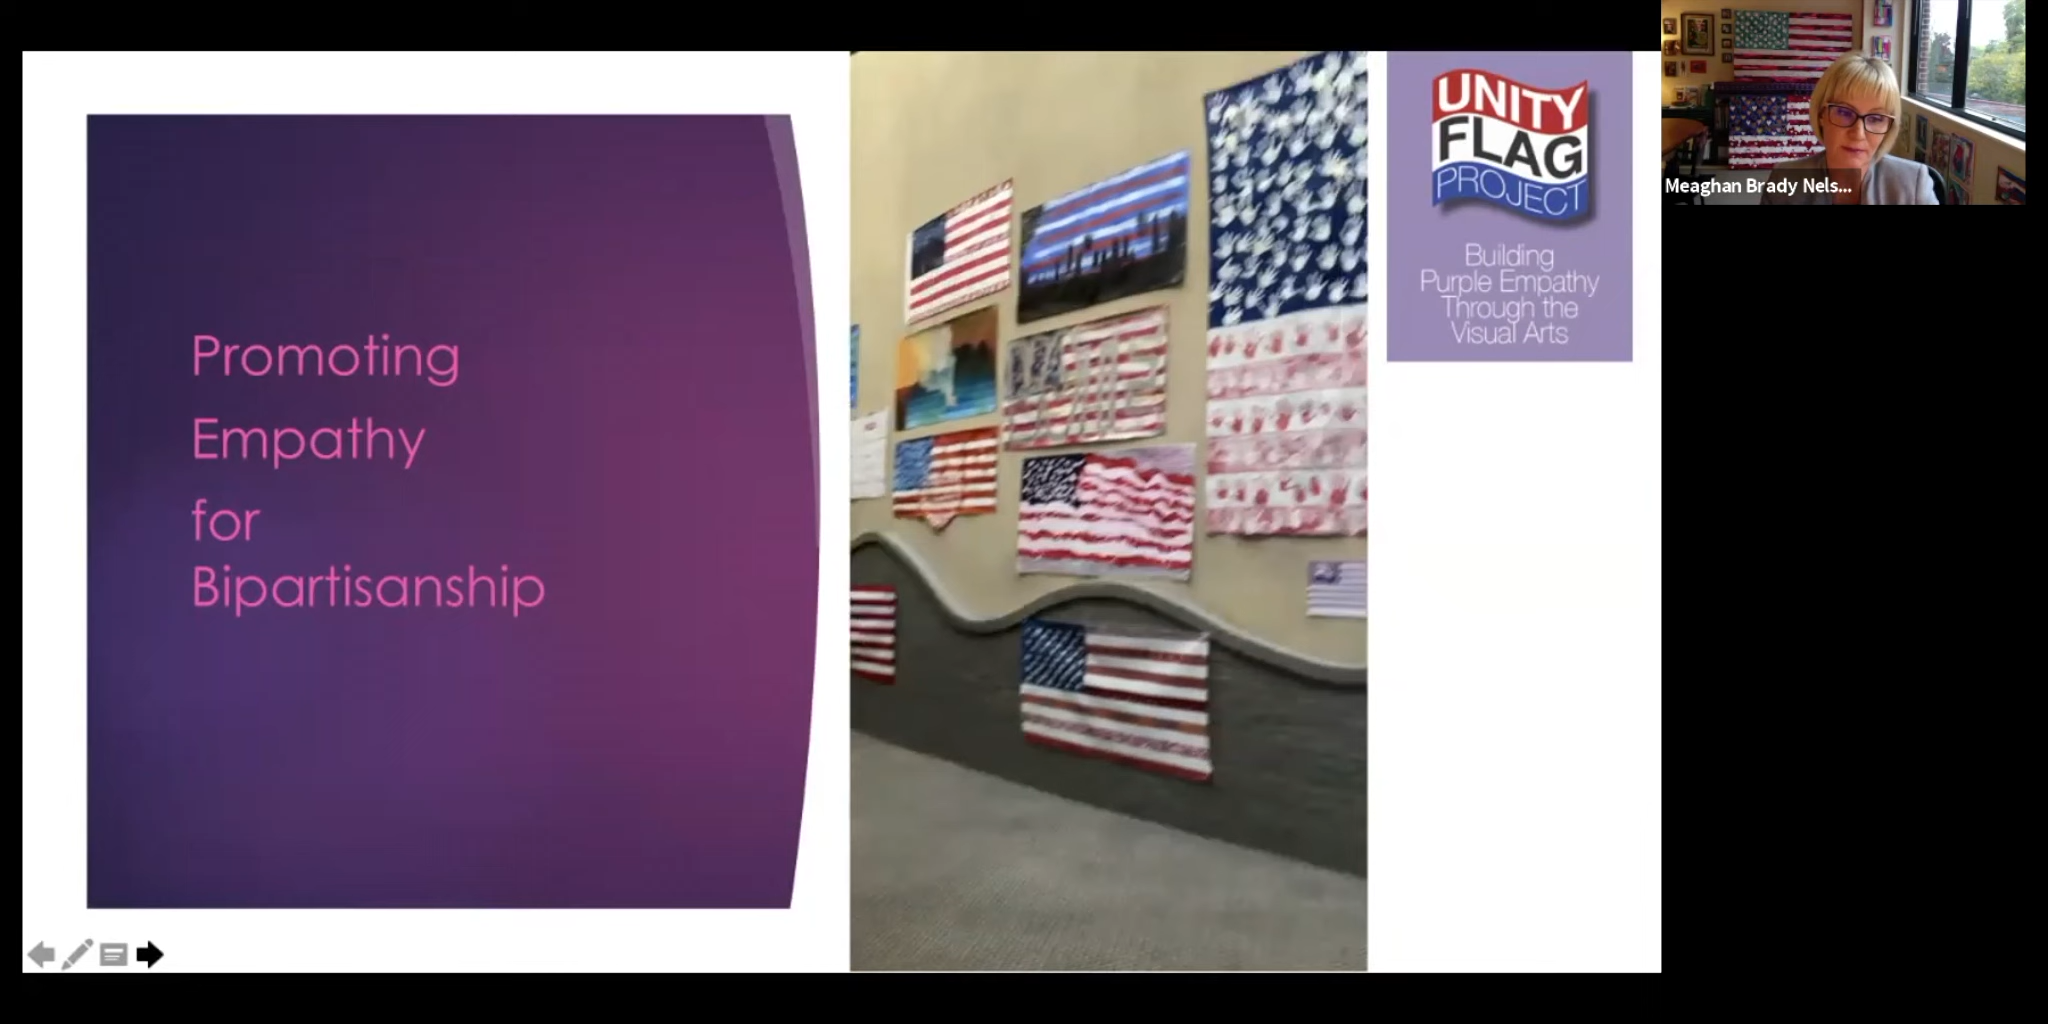 Promoting
Empathy
for
Bipartisanship
UNITY
FLAG
PROJECT
Building
Purple Empathy
Through the
Visual Arts
Meaghan Brady Nels...